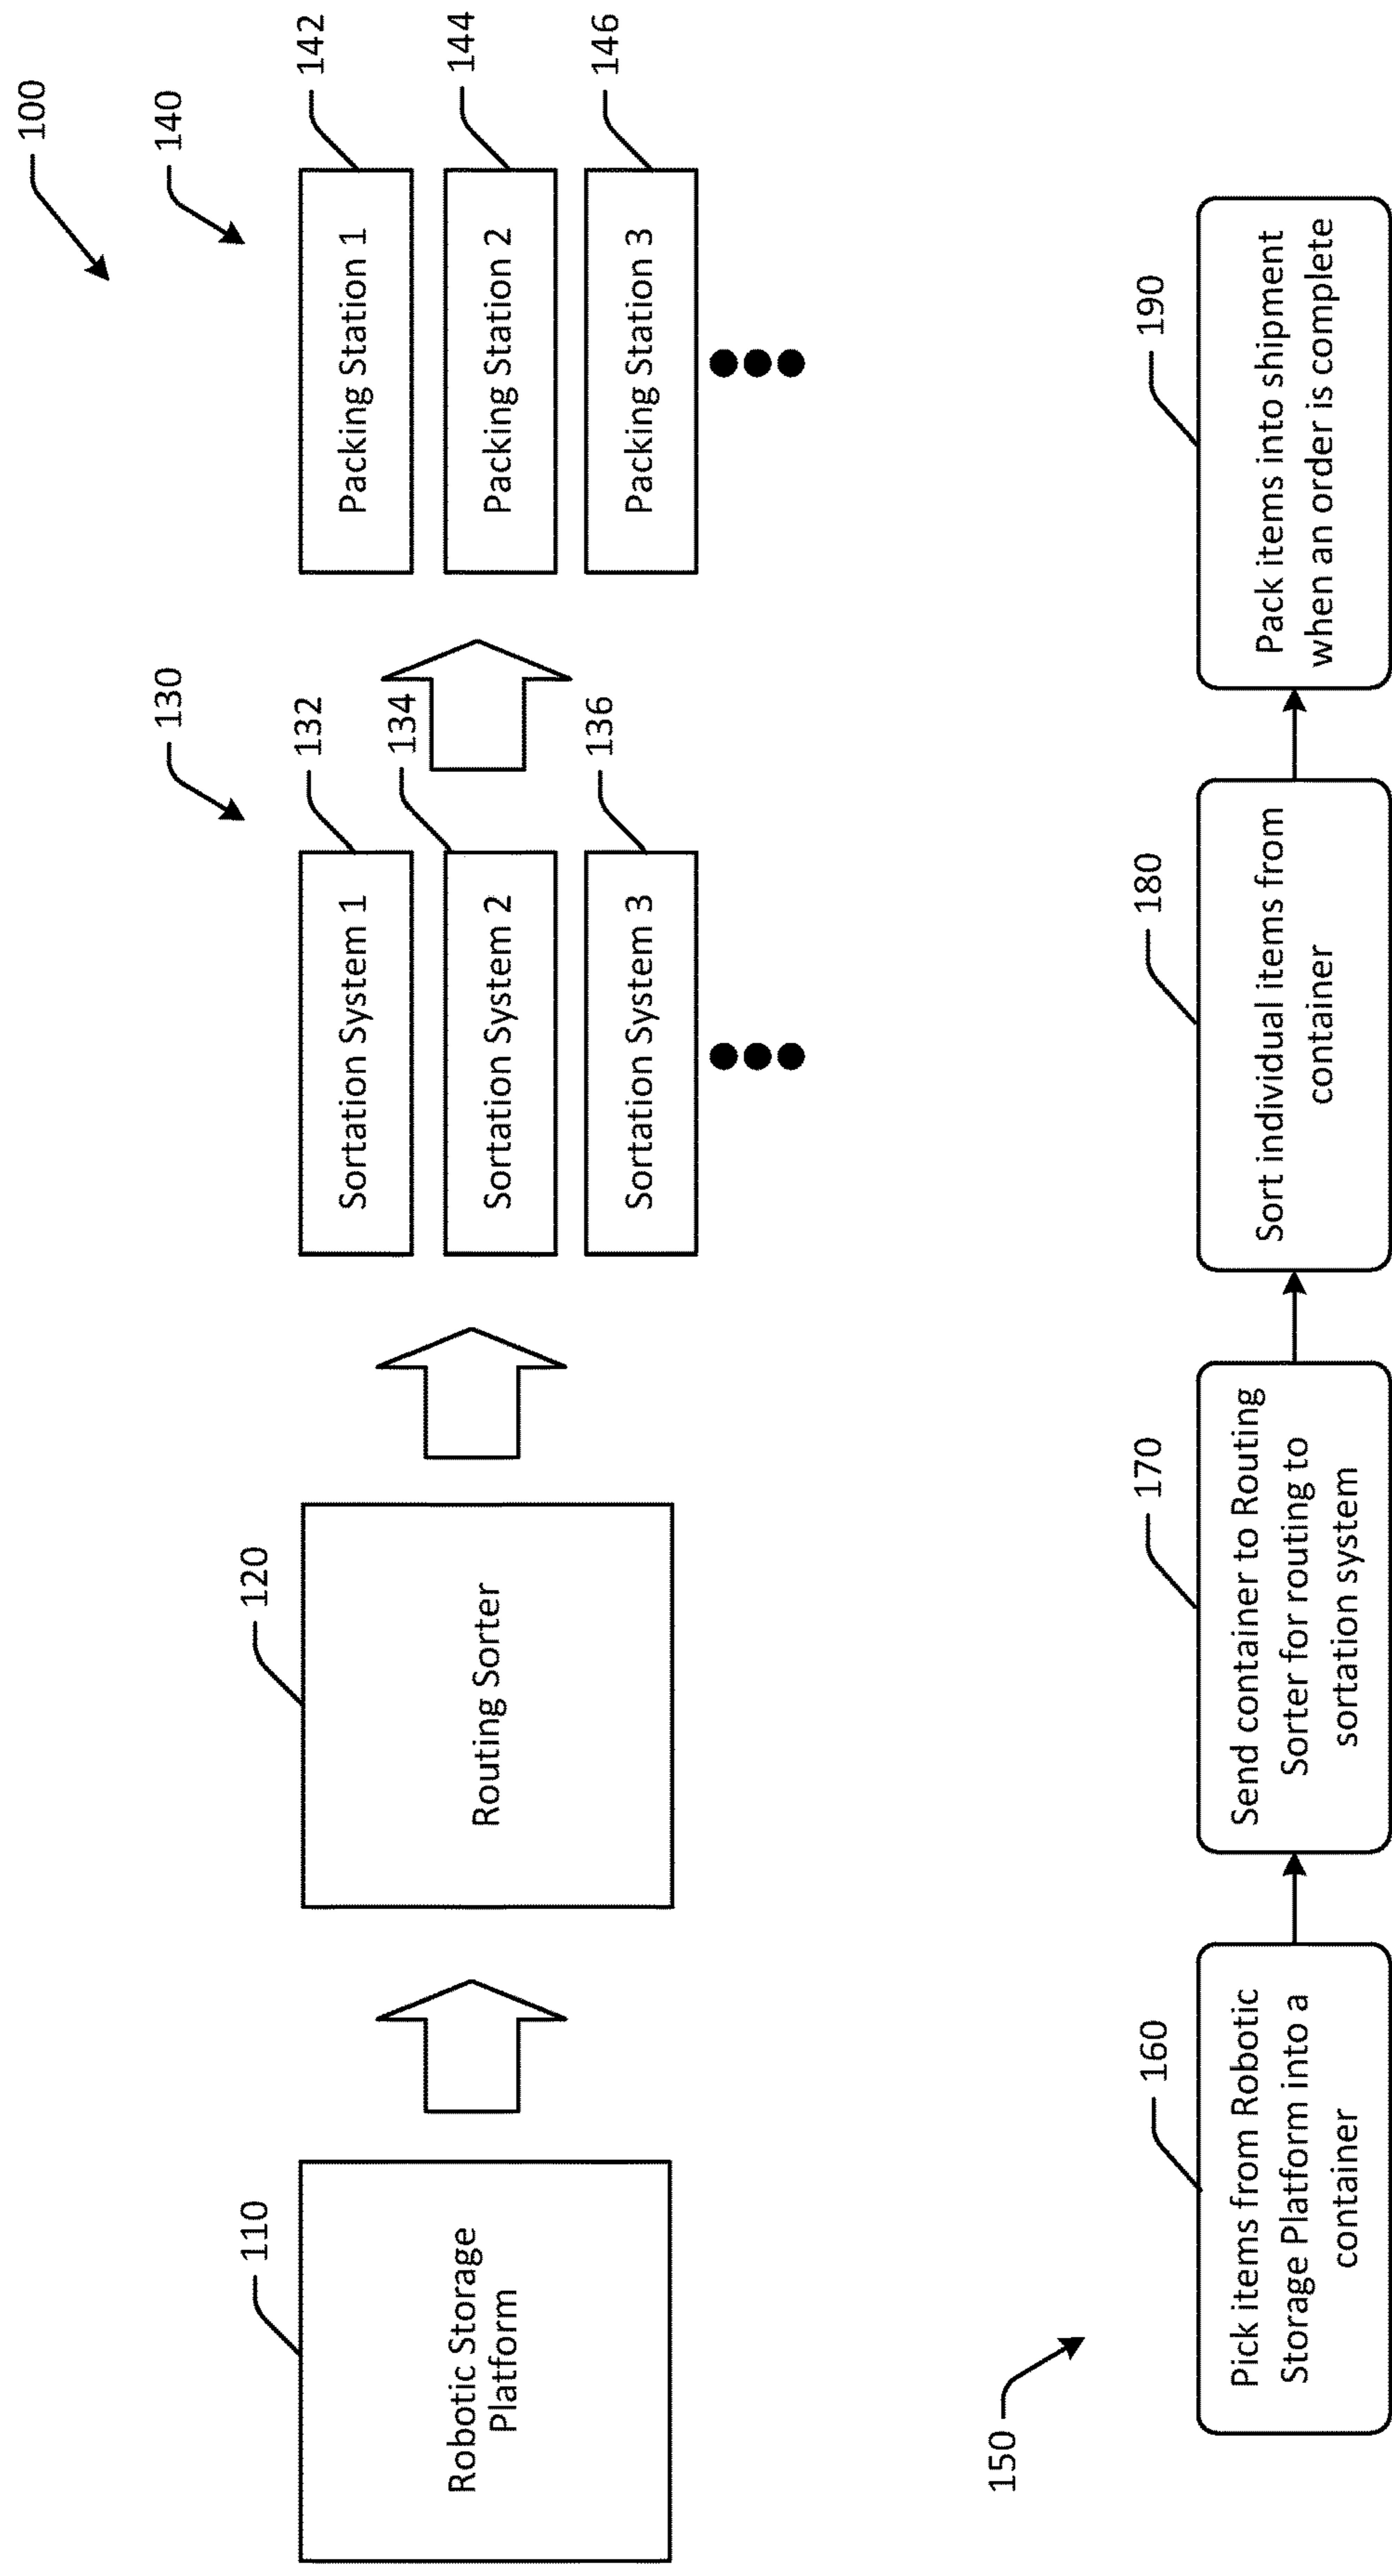 100
110
Robotic Storage
Platform
120
Routing Sorter
130
132
Sortation System 1
134
Sortation System 2
136
Sortation System 3
140
142
Packing Station 1
144
Packing Station 2
146
Packing Station 3
150
160
Pick items from Robotic
Storage Platform into a
container
170
Send container to Routing
Sorter for routing to
sortation system
180
Sort individual items from
container
190
Pack items into shipment
when an order is complete